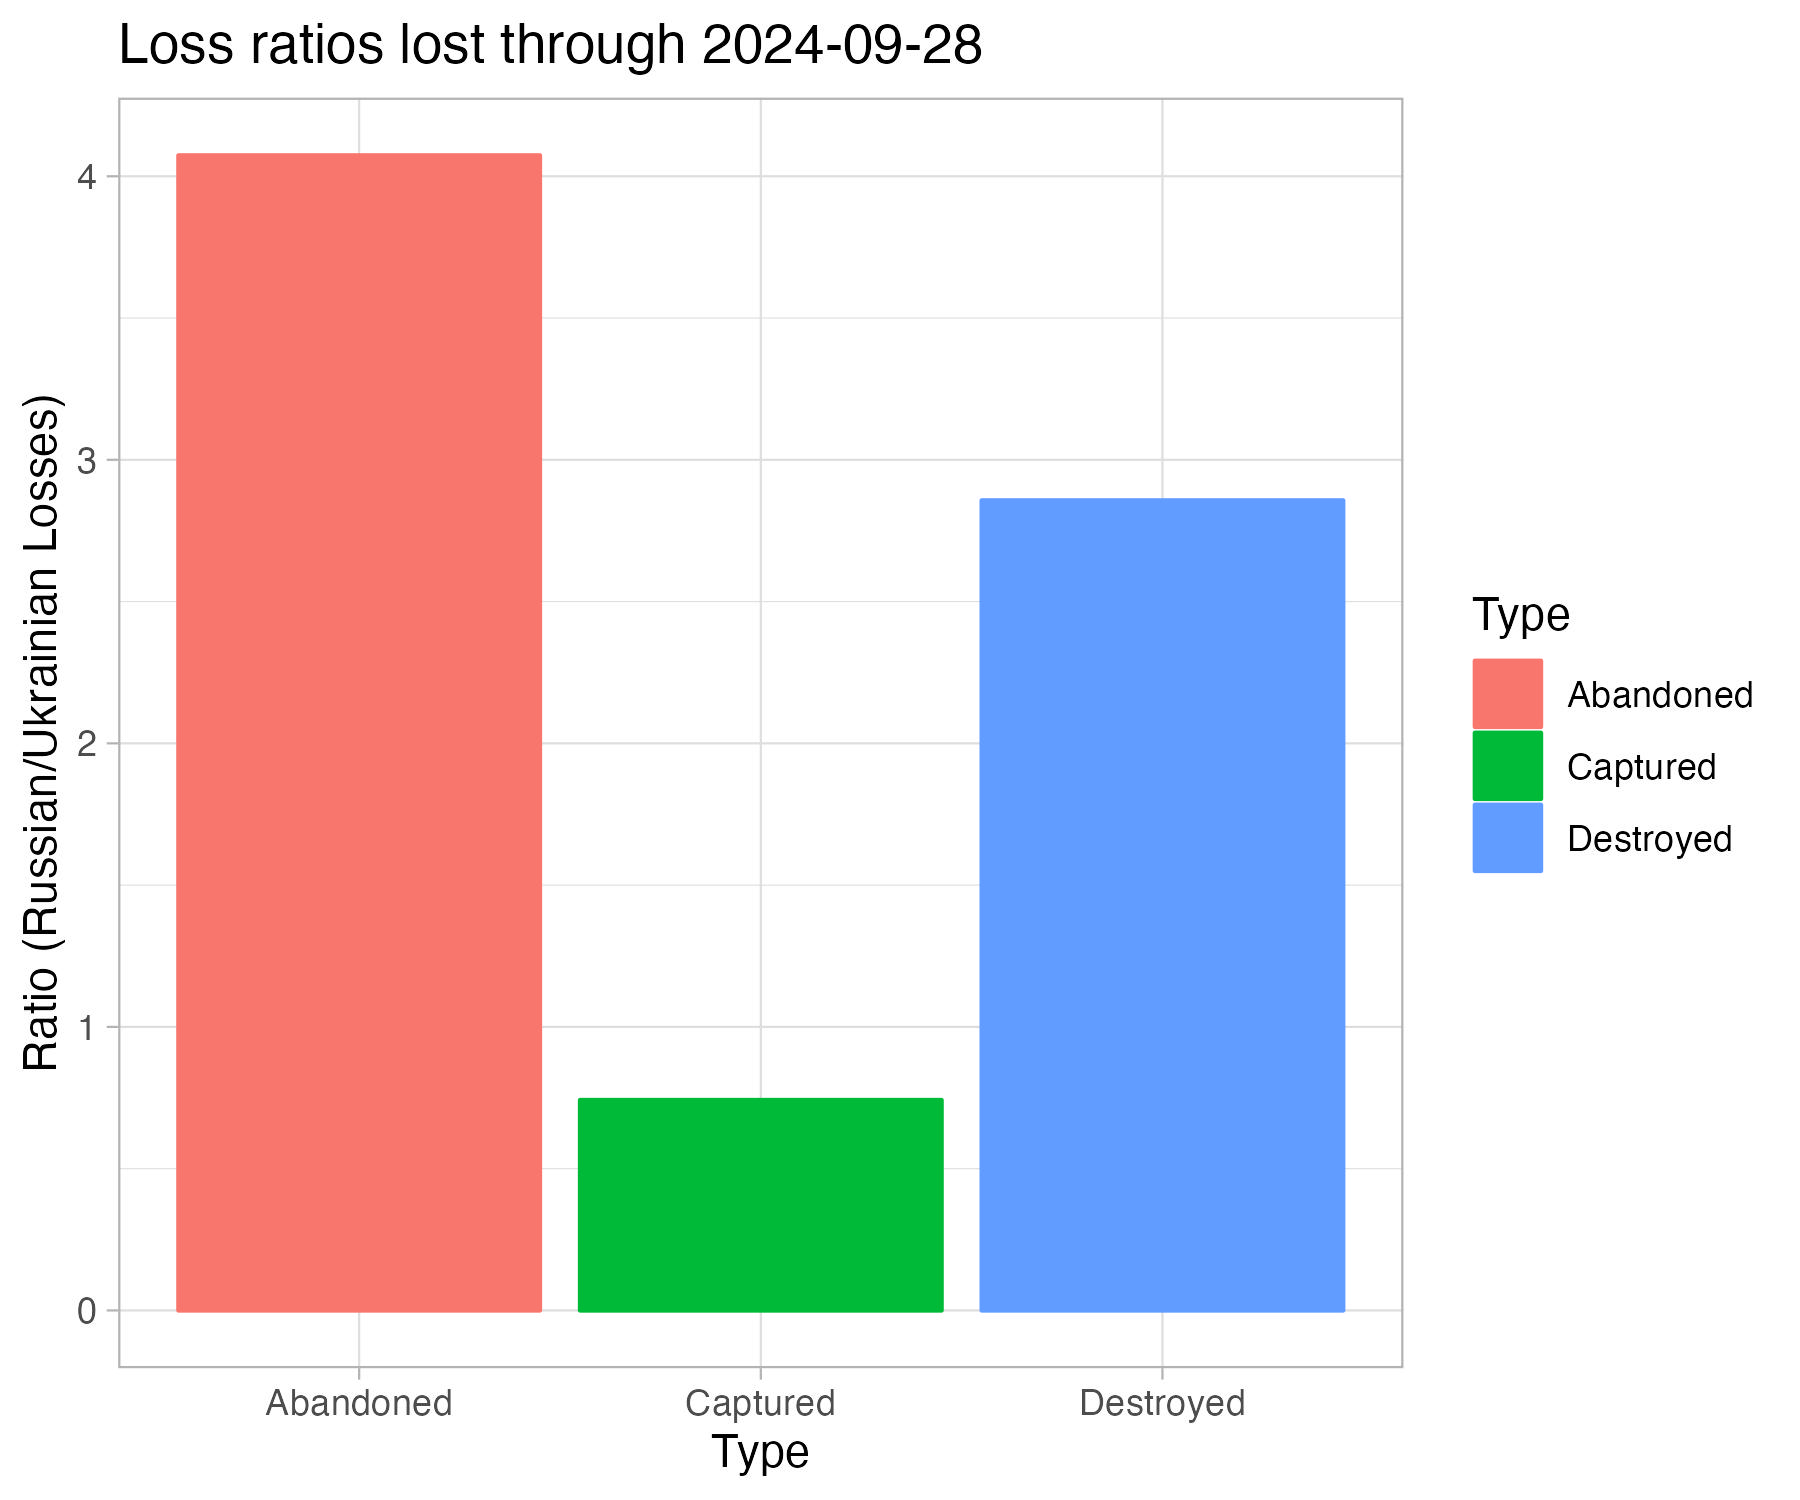 Loss ratios lost through 2024-09-28
Ratio (Russian/Ukrainian Losses)
4
3
2
1
0
Abandoned
Captured
Destroyed
Type
Type
Abandoned
Captured
Destroyed